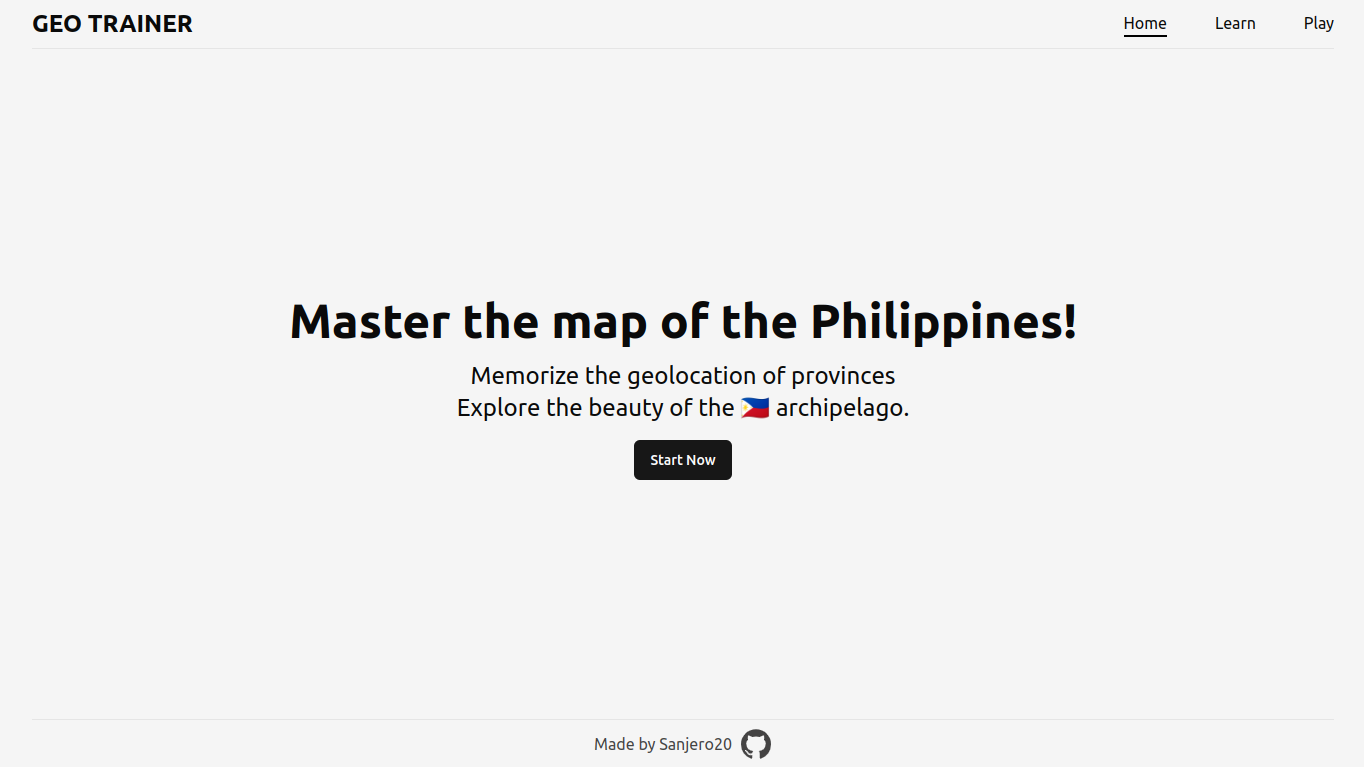 GEO TRAINER
Home
Learn
Play
Master the map of the Philippines!
Memorize the geolocation of provinces
Explore the beauty of the 🇵🇭 archipelago.
Start Now
Made by Sanjero20